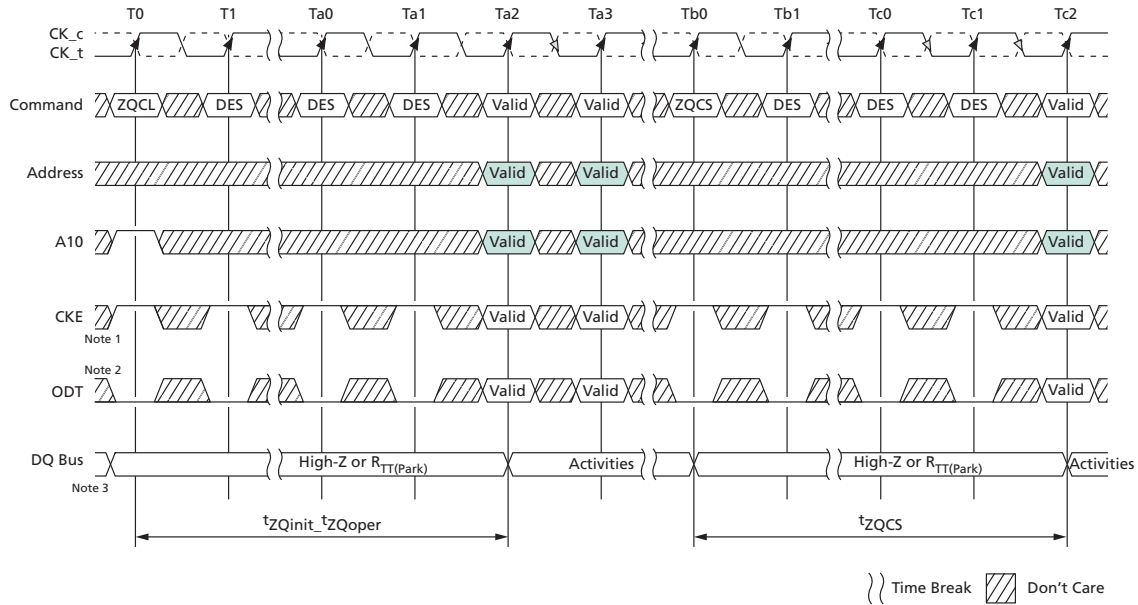 T0 T1 Ta0 Ta1 Ta2 Ta3 Tb0 Tb1 Tc0 Tc1 Tc2
CK_c
CK_t
Command ZQCL DES DES DES Valid Valid ZQCS DES DES DES Valid
Address Valid Valid Valid
A10 Valid Valid Valid
CKE Valid Valid Valid
Note 1
Note 2
ODT Valid Valid Valid
DQ Bus High-Z or RTT(Park) Activities High-Z or RTT(Park) Activities
Note 3
tZQinit_tZQoper tZQCS
Time Break Don't Care